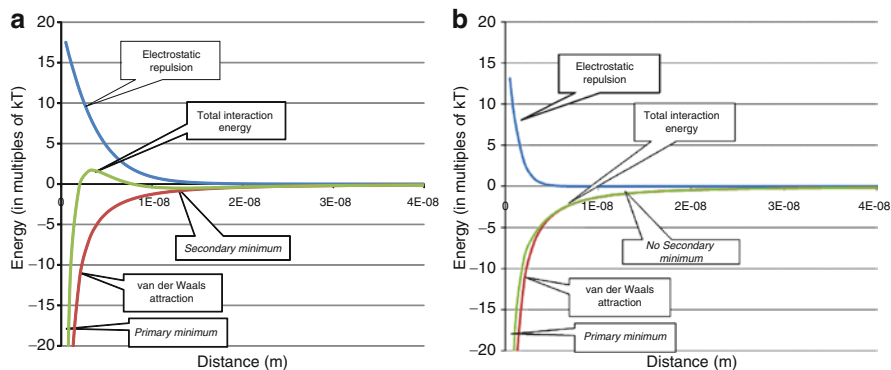 a
Energy (in multiples of kT)
20
15
10
5
0
−5
−10
−15
−20
0
1E-08
2E-08
3E-08
4E-08
Electrostatic
repulsion
Total interaction
energy
Secondary minimum
van der Waals
attraction
Primary minimum
Distance (m)
b
Energy (in multiples of kT)
20
15
10
5
0
−5
−10
−15
−20
0
1E-08
2E-08
3E-08
4E-08
Electrostatic
repulsion
Total interaction
energy
No Secondary
minimum
van der Waals
attraction
Primary minimum
Distance (m)